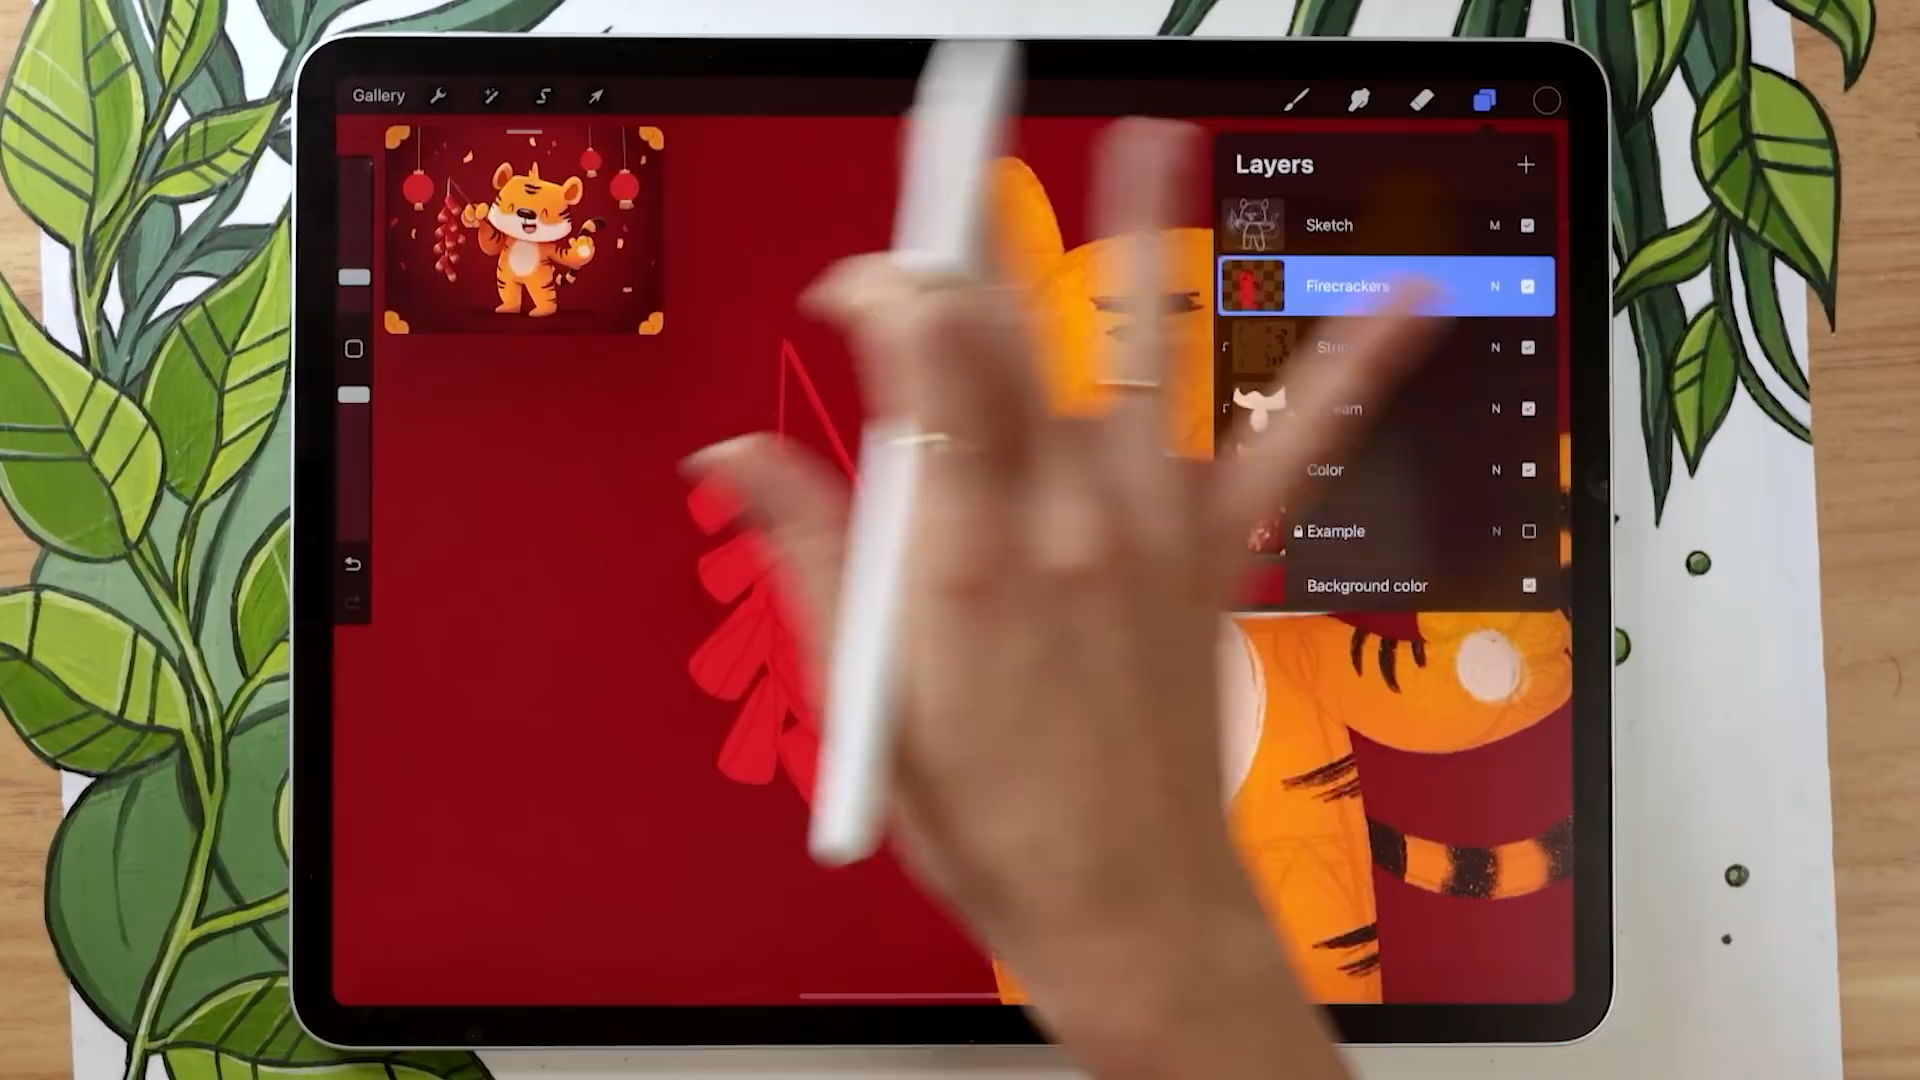 Gallery
Layers
Sketch M
Firecrackers N
N
N
Color N
Example N
Background color